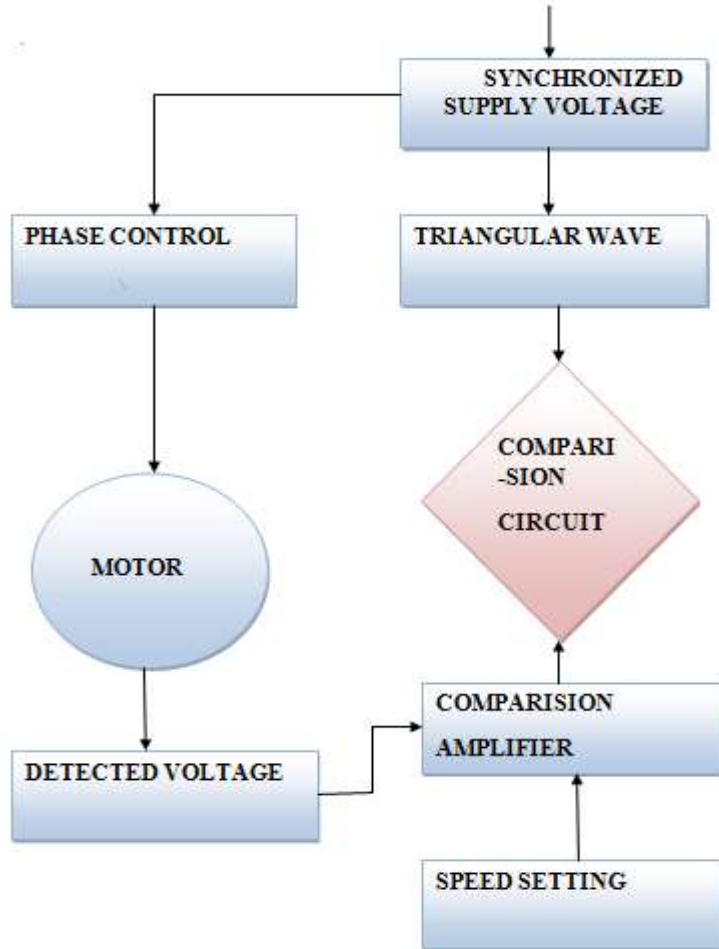 SYNCHRONIZED
SUPPLY VOLTAGE
PHASE CONTROL
TRIANGULAR WAVE
COMPARI
-SION
CIRCUIT
MOTOR
COMPARISION
AMPLIFIER
DETECTED VOLTAGE
SPEED SETTING